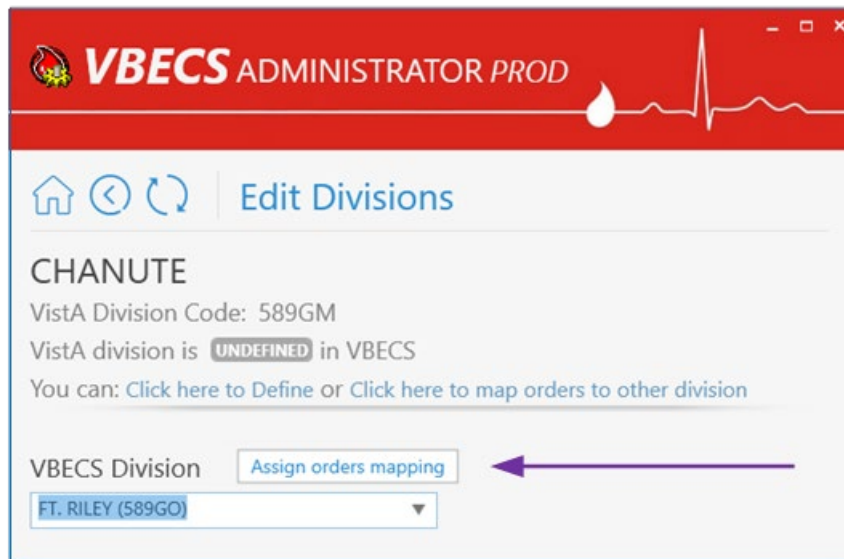 VBECS ADMINISTRATOR PROD
Edit Divisions
CHANUTE
VistA Division Code: 589GM
VistA division is UNDEFINED in VBECS
You can: Click here to Define or Click here to map orders to other division
VBECS Division Assign orders mapping
FT. RILEY (589GO)